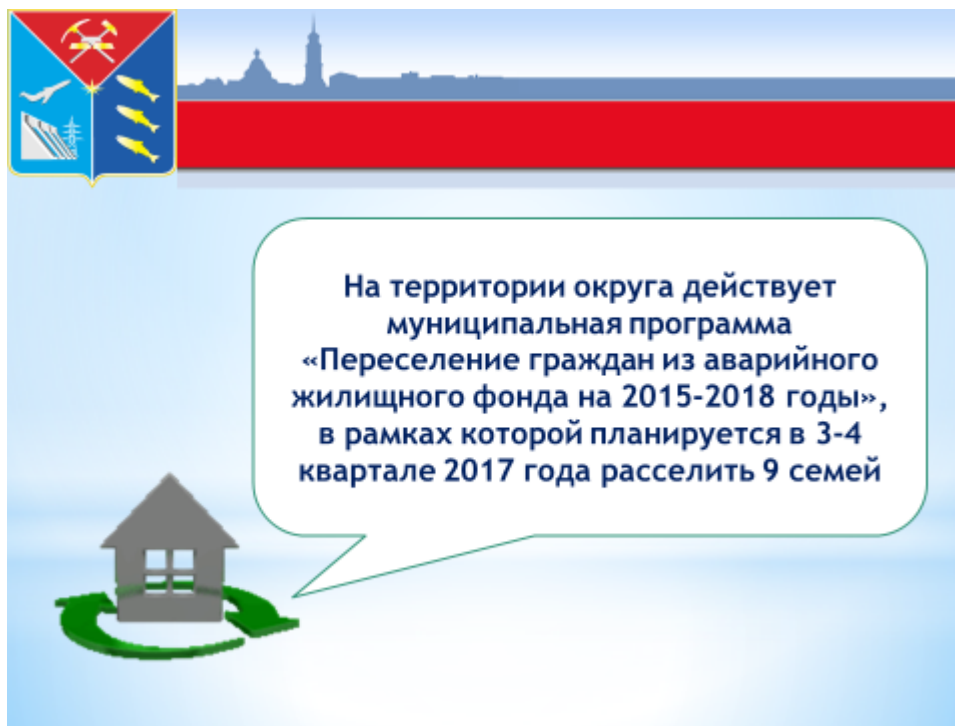 На территории округа действует
муниципальная программа
«Переселение граждан из аварийного
жилищного фонда на 2015-2018 годы»,
в рамках которой планируется в 3-4
квартале 2017 года расселить 9 семей